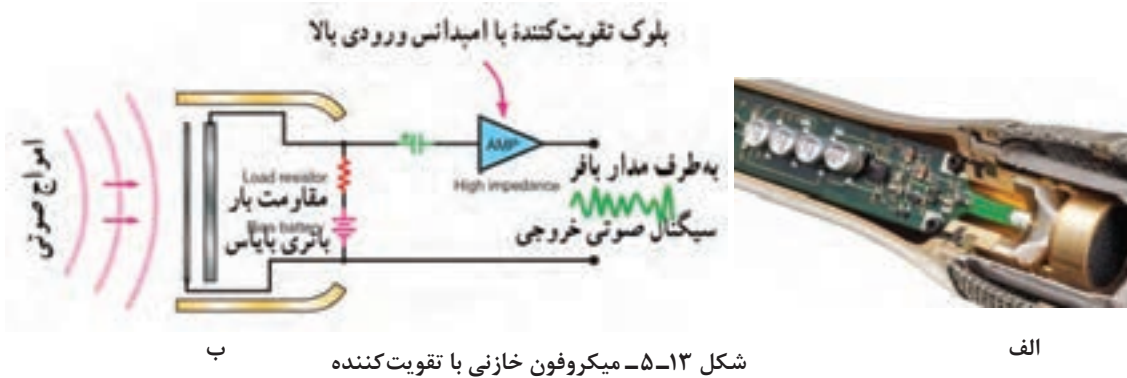 بلوک تقویت‌کنندهٔ با امپدانس ورودی بالا
امواج صوتی
AMP
High impedance
Load resistor
مقاومت بار
باتری بایاس
به‌طرف مدار بافر
سیگنال صوتی خروجی
ب
الف
شکل ۱۳ــ۵ــ میکروفون خازنی با تقویت‌کننده